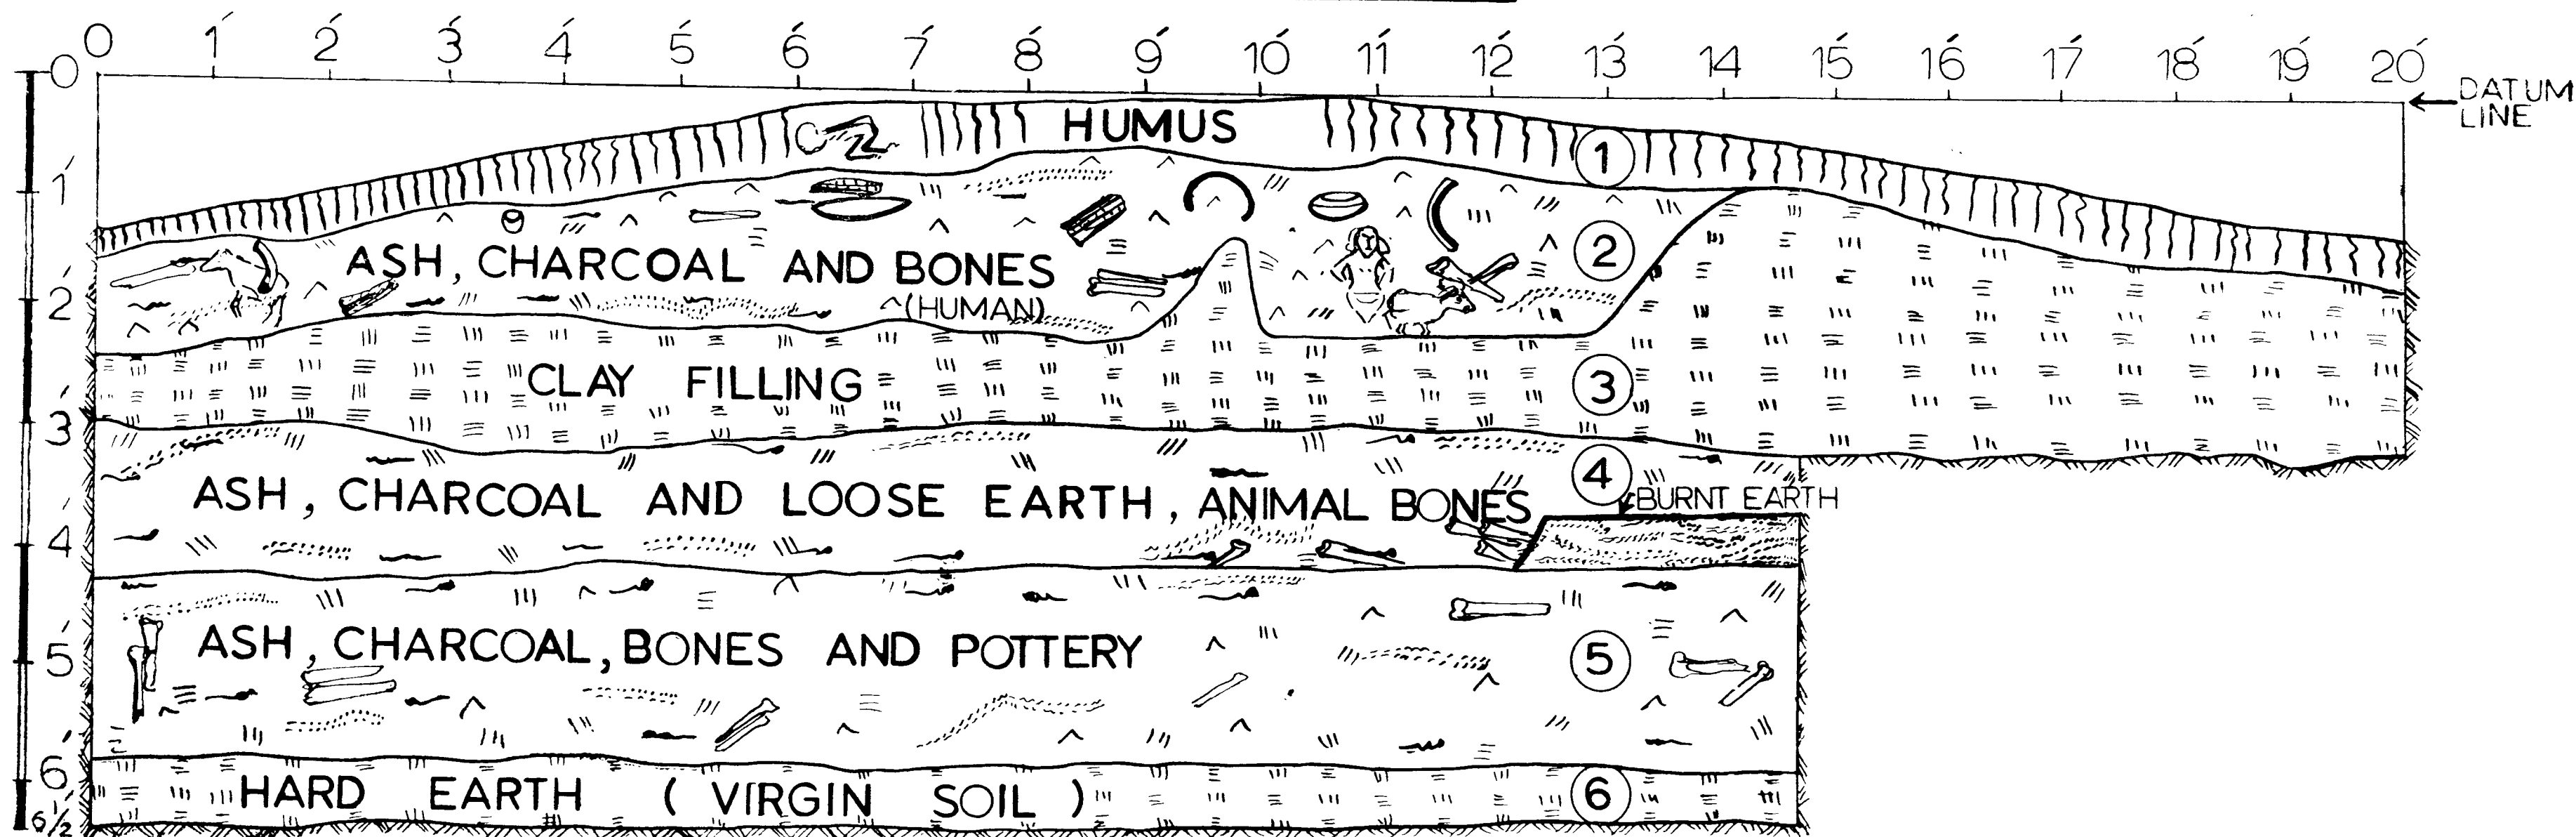 0 1' 2' 3' 4' 5' 6' 7' 8' 9' 10' 11' 12' 13' 14' 15' 16' 17' 18' 19' 20'
0
DATUM
LINE
HUMUS
1
1'
2
ASH, CHARCOAL AND BONES
(HUMAN)
2'
CLAY FILLING
3
3'
4
ASH, CHARCOAL AND LOOSE EARTH, ANIMAL BONES
BURNT EARTH
4'
ASH, CHARCOAL, BONES AND POTTERY
5
5'
6'
HARD EARTH ( VIRGIN SOIL )
6
6½'